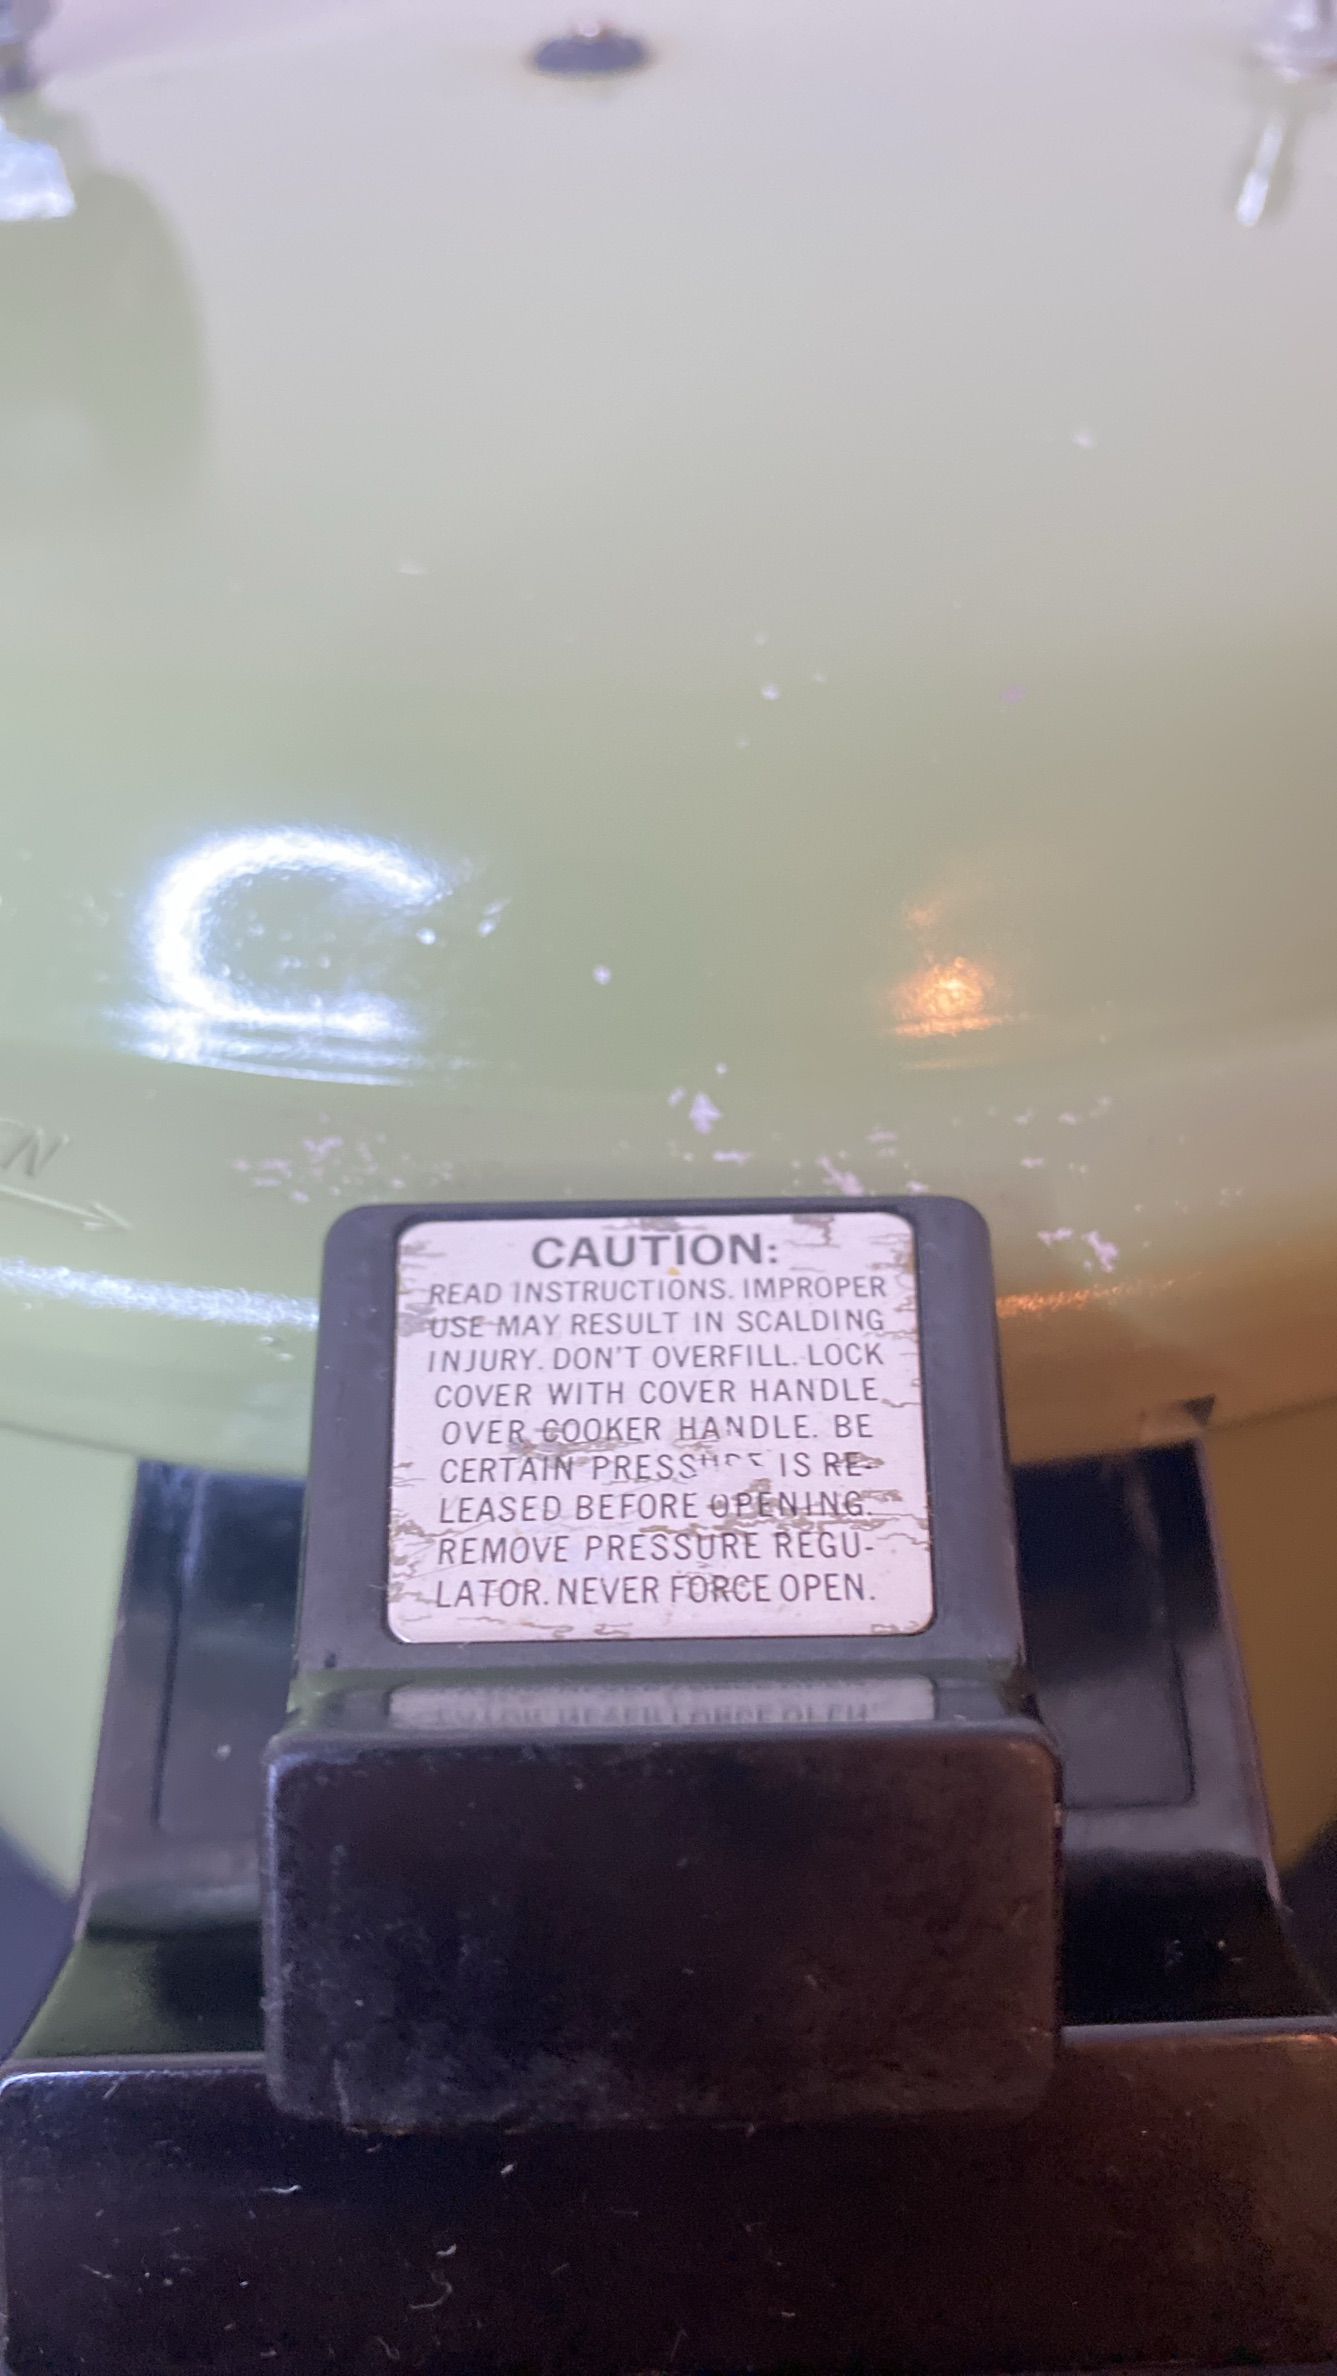 CAUTION:
READ INSTRUCTIONS. IMPROPER
USE MAY RESULT IN SCALDING
INJURY. DON'T OVERFILL. LOCK
COVER WITH COVER HANDLE
OVER COOKER HANDLE. BE
CERTAIN PRESSURE IS RE-
LEASED BEFORE OPENING.
REMOVE PRESSURE REGU-
LATOR. NEVER FORCE OPEN.